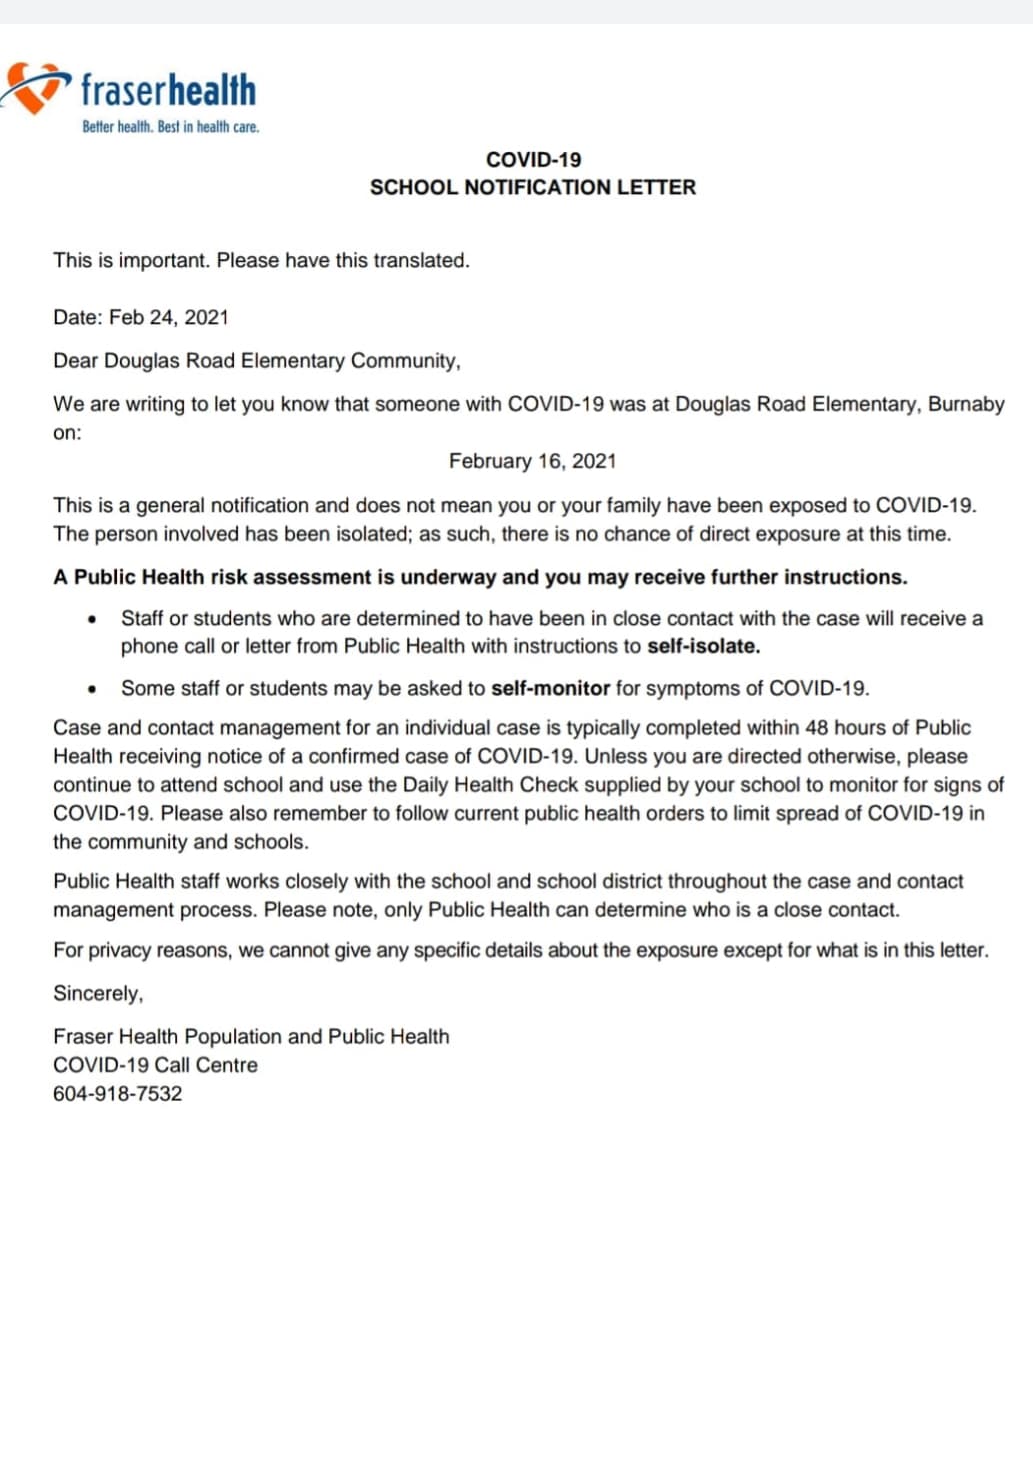 fraserhealth
Better health. Best in health care.
COVID-19
SCHOOL NOTIFICATION LETTER
This is important. Please have this translated.
Date: Feb 24, 2021
Dear Douglas Road Elementary Community,
We are writing to let you know that someone with COVID-19 was at Douglas Road Elementary, Burnaby
on:
February 16, 2021
This is a general notification and does not mean you or your family have been exposed to COVID-19.
The person involved has been isolated; as such, there is no chance of direct exposure at this time.
A Public Health risk assessment is underway and you may receive further instructions.
• Staff or students who are determined to have been in close contact with the case will receive a
phone call or letter from Public Health with instructions to self-isolate.
• Some staff or students may be asked to self-monitor for symptoms of COVID-19.
Case and contact management for an individual case is typically completed within 48 hours of Public
Health receiving notice of a confirmed case of COVID-19. Unless you are directed otherwise, please
continue to attend school and use the Daily Health Check supplied by your school to monitor for signs of
COVID-19. Please also remember to follow current public health orders to limit spread of COVID-19 in
the community and schools.
Public Health staff works closely with the school and school district throughout the case and contact
management process. Please note, only Public Health can determine who is a close contact.
For privacy reasons, we cannot give any specific details about the exposure except for what is in this letter.
Sincerely,
Fraser Health Population and Public Health
COVID-19 Call Centre
604-918-7532